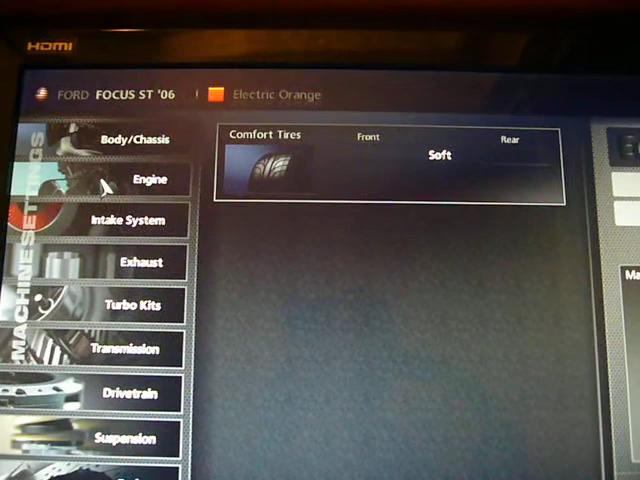 HDMI
FORD FOCUS ST '06 Electric Orange
MACHINE SETTINGS
Body/Chassis
Engine
Intake System
Exhaust
Turbo Kits
Transmission
Drivetrain
Suspension
Comfort Tires Front Rear
Soft
Ma